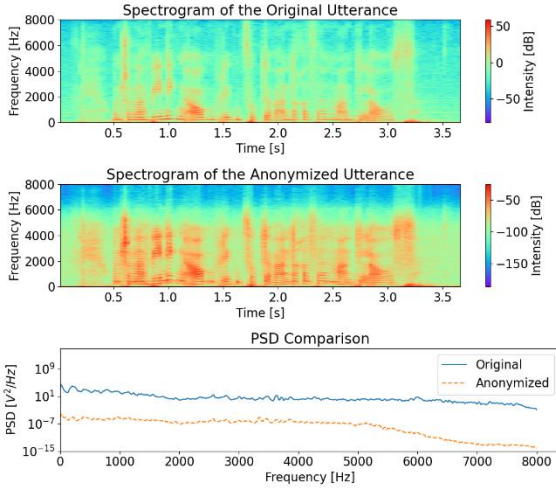 Spectrogram of the Original Utterance
8000
6000
4000
2000
0
Frequency [Hz]
0.5 1.0 1.5 2.0 2.5 3.0 3.5
Time [s]
50
0
−50
Intensity [dB]
Spectrogram of the Anonymized Utterance
8000
6000
4000
2000
0
Frequency [Hz]
0.5 1.0 1.5 2.0 2.5 3.0 3.5
Time [s]
−50
−100
−150
Intensity [dB]
PSD Comparison
10⁹
10¹
10⁻⁷
10⁻¹⁵
PSD [V²/Hz]
Original
Anonymized
0 1000 2000 3000 4000 5000 6000 7000 8000
Frequency [Hz]